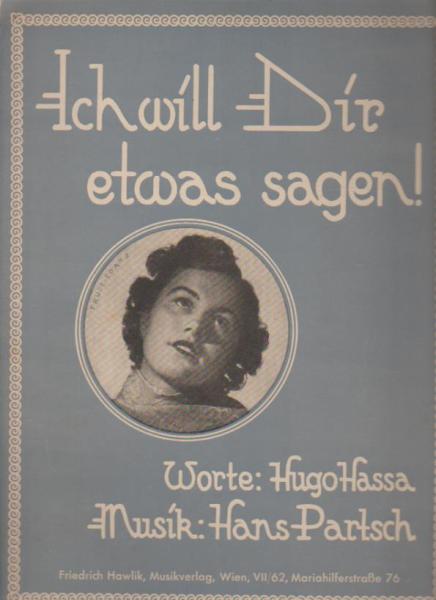 Ich will Dir
etwas sagen!
Worte: Hugo Hassa
Musik: Hans Partsch
Friedrich Hawlik, Musikverlag, Wien, VII/62, Mariahilferstraße 76